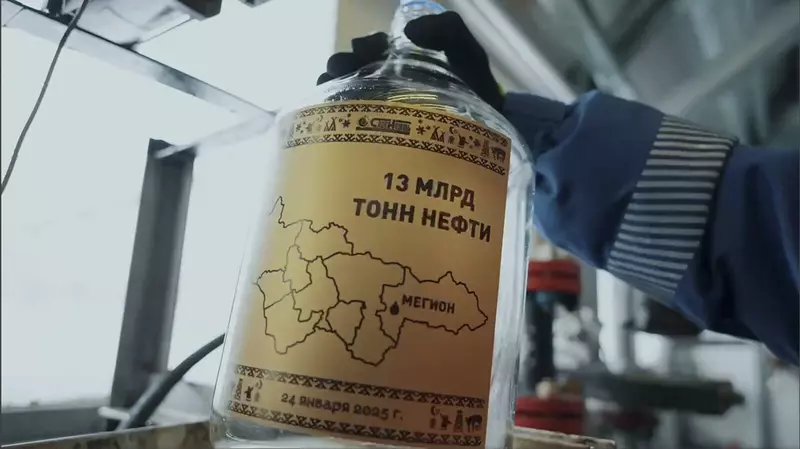 13 МЛРД
ТОНН НЕФТИ
МЕГИОН
24 января 2025 г.